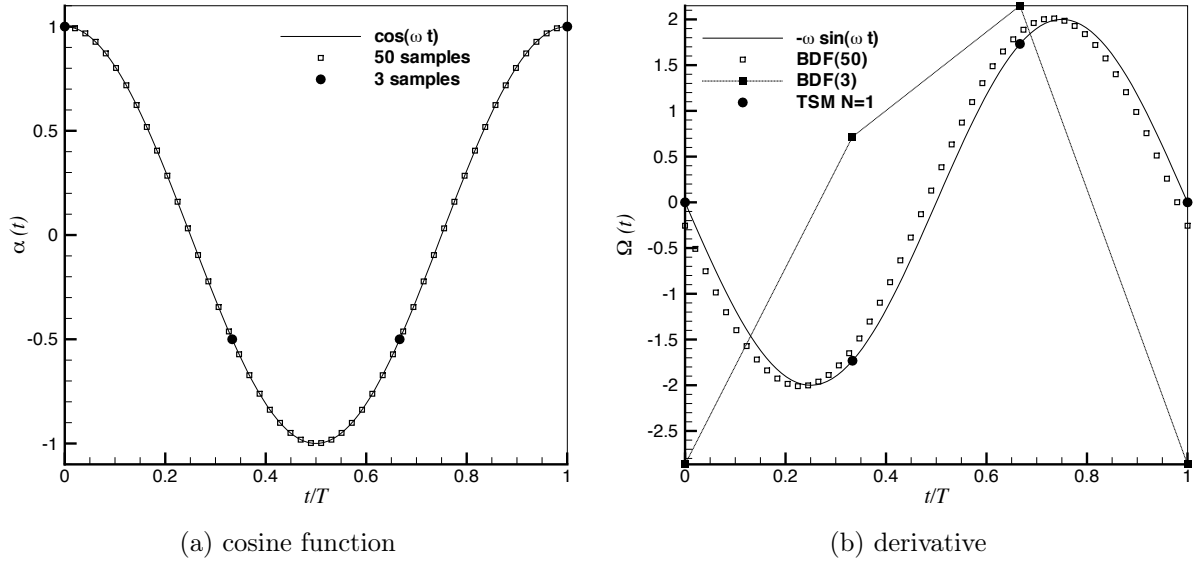 1
0.5
0
-0.5
-1
α (t)
cos(ω t)
50 samples
3 samples
0
0.2
0.4
0.6
0.8
1
t/T
(a) cosine function
2
1.5
1
0.5
0
-0.5
-1
-1.5
-2
-2.5
Ω (t)
-ω sin(ω t)
BDF(50)
BDF(3)
TSM N=1
0
0.2
0.4
0.6
0.8
1
t/T
(b) derivative